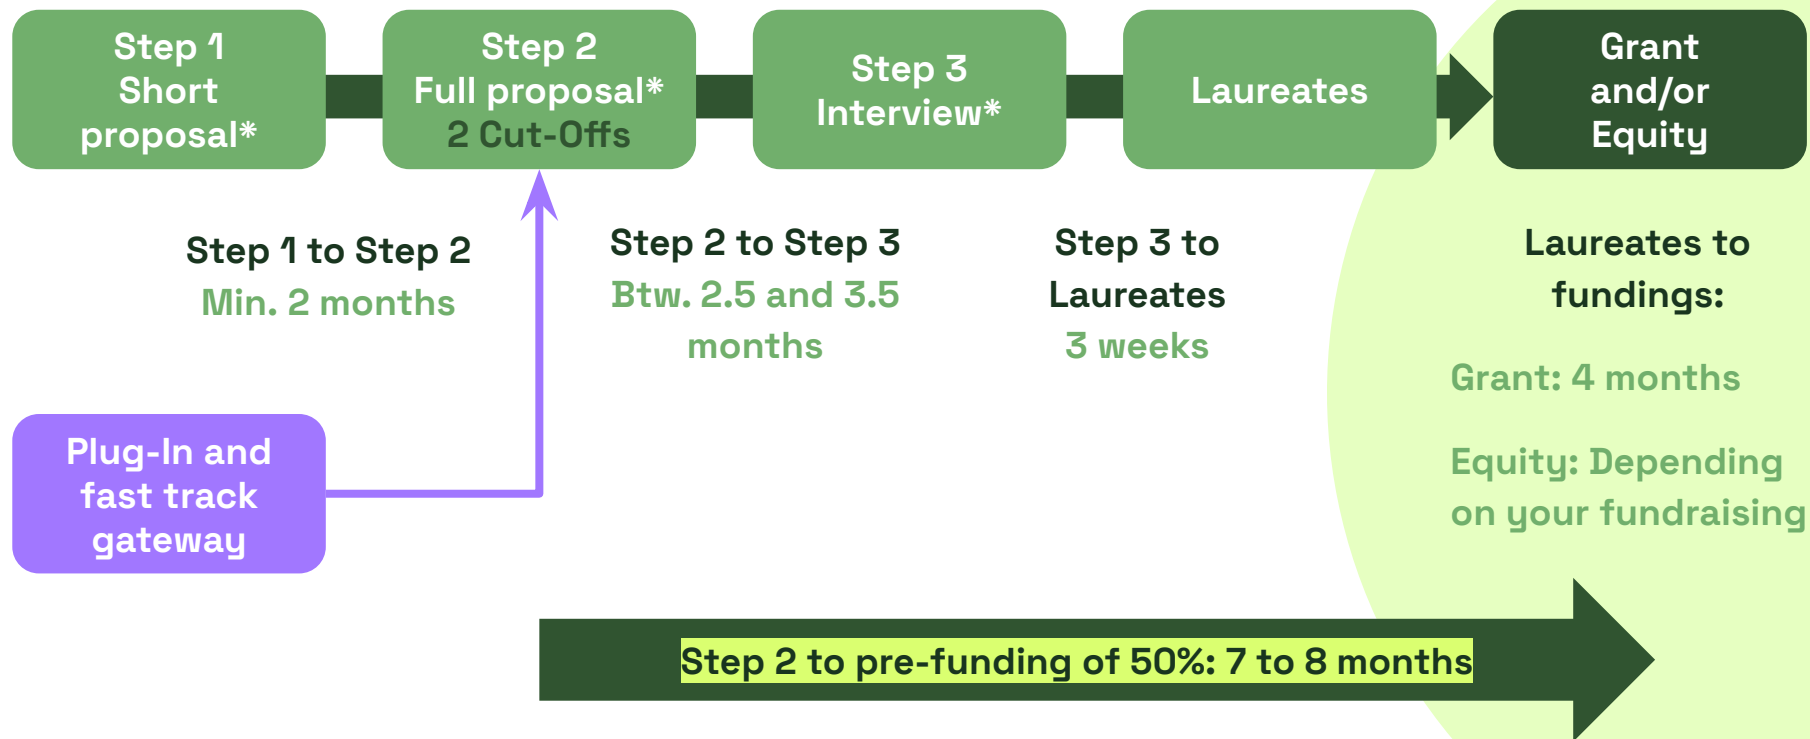 Step 1
Short
proposal*
Step 2
Full proposal*
2 Cut-Offs
Step 3
Interview*
Laureates
Grant
and/or
Equity
Step 1 to Step 2
Min. 2 months
Step 2 to Step 3
Btw. 2.5 and 3.5
months
Step 3 to
Laureates
3 weeks
Laureates to
fundings:
Grant: 4 months
Equity: Depending
on your fundraising
Plug-In and
fast track
gateway
Step 2 to pre-funding of 50%: 7 to 8 months